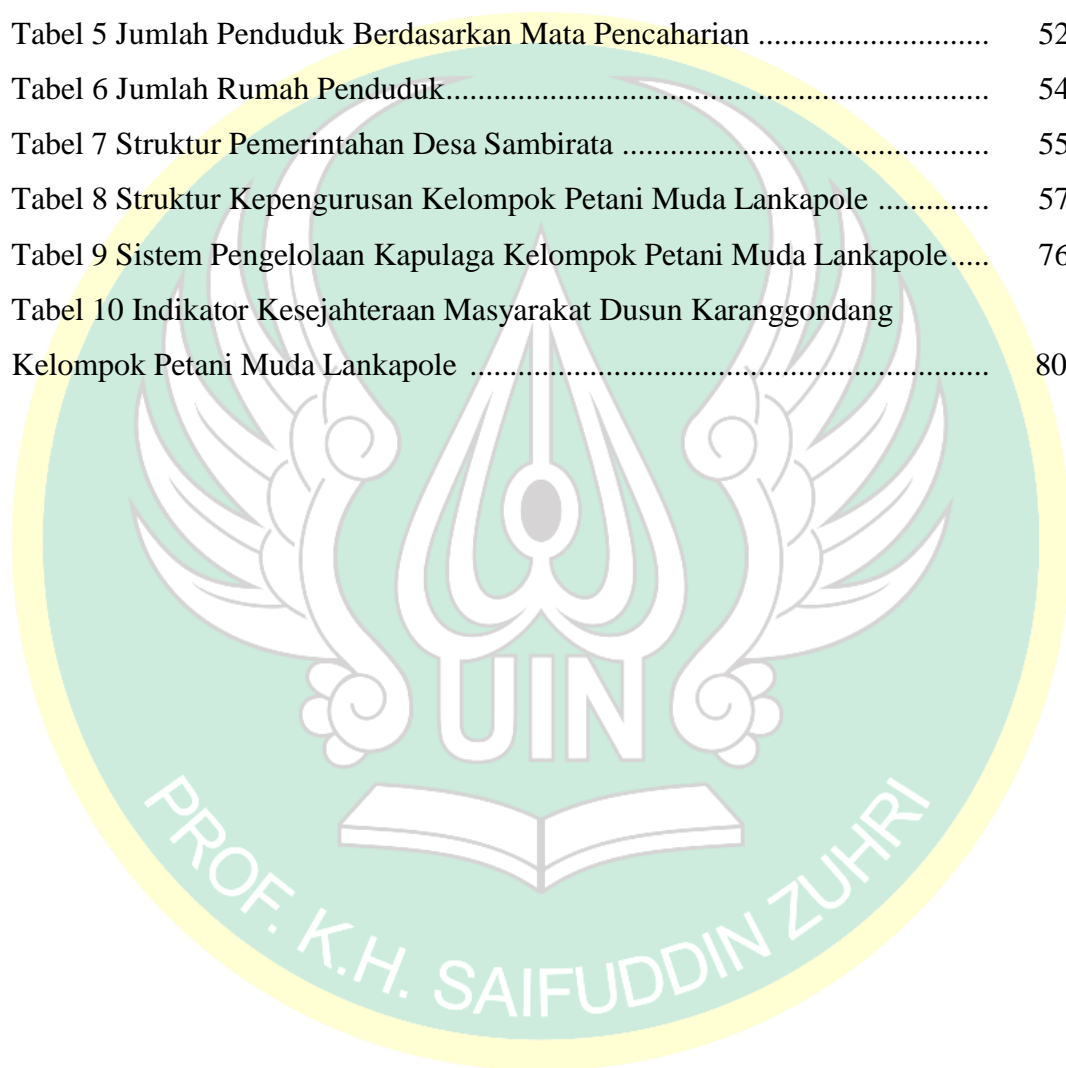 Tabel 5 Jumlah Penduduk Berdasarkan Mata Pencaharian ............................. 52
Tabel 6 Jumlah Rumah Penduduk..................................................................... 54
Tabel 7 Struktur Pemerintahan Desa Sambirata ............................................... 55
Tabel 8 Struktur Kepengurusan Kelompok Petani Muda Lankapole .............. 57
Tabel 9 Sistem Pengelolaan Kapulaga Kelompok Petani Muda Lankapole..... 76
Tabel 10 Indikator Kesejahteraan Masyarakat Dusun Karanggondang
Kelompok Petani Muda Lankapole .................................................................. 80
UIN
PROF. K.H. SAIFUDDIN ZUHRI